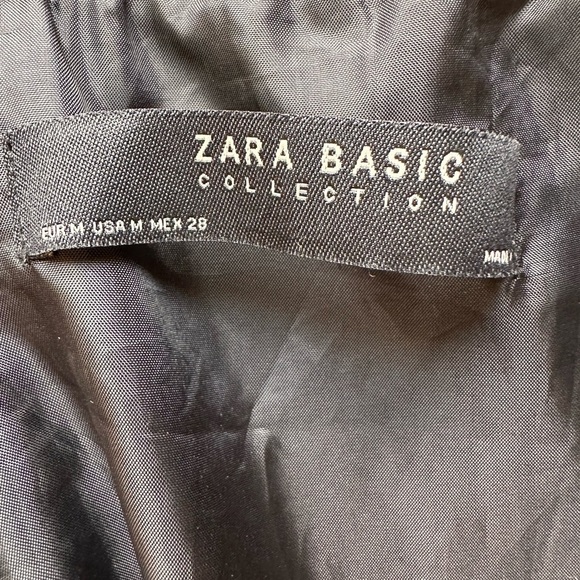 ZARA BASIC
COLLECTION
EUR M USA M MEX 28